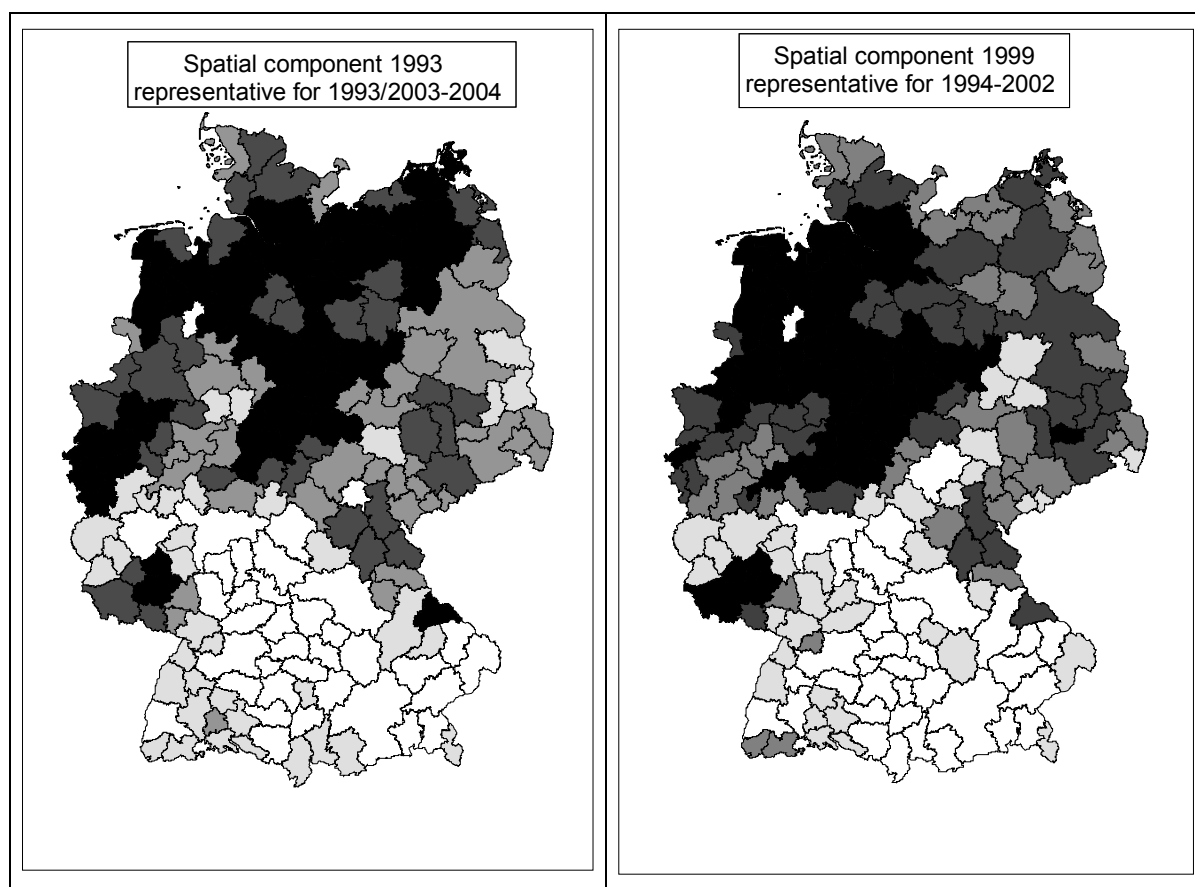 Spatial component 1993
representative for 1993/2003-2004
Spatial component 1999
representative for 1994-2002